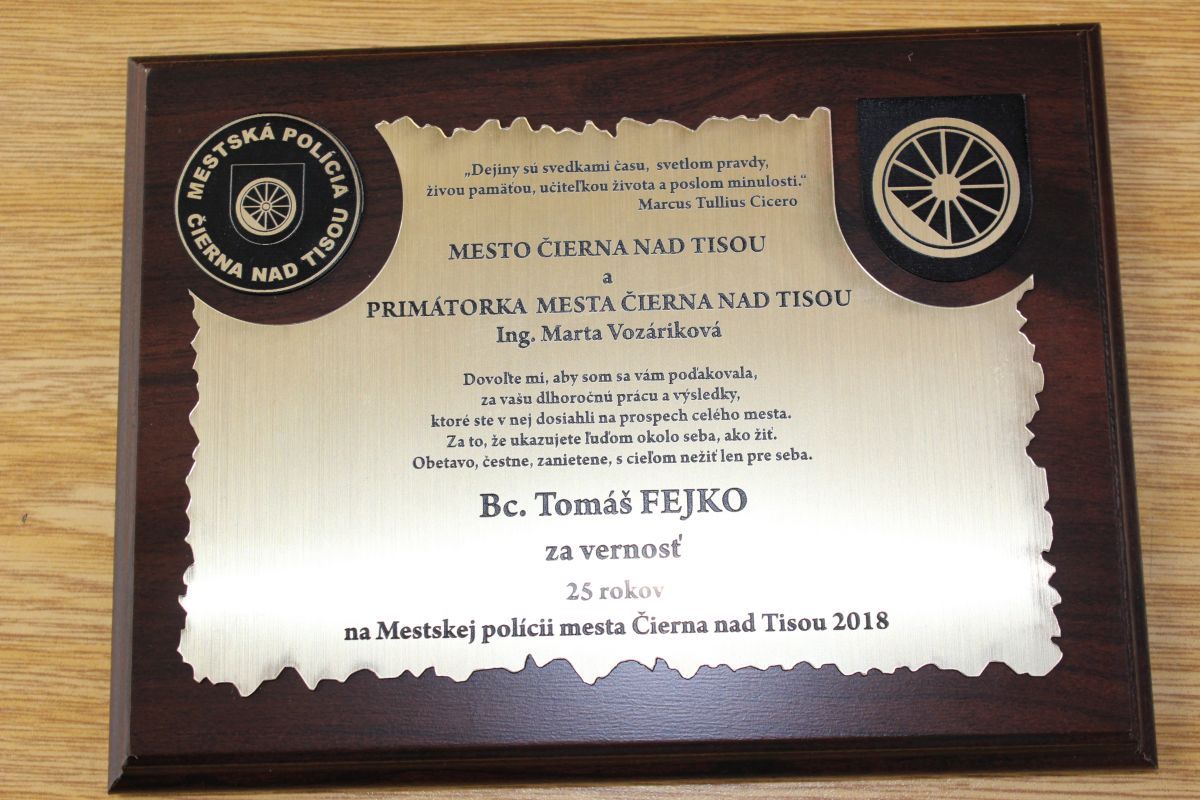 MESTSKÁ POLÍCIA
ČIERNA NAD TISOU
„Dejiny sú svedkami času, svetlom pravdy,
živou pamäťou, učiteľkou života a poslom minulosti.“
Marcus Tullius Cicero
MESTO ČIERNA NAD TISOU
a
PRIMÁTORKA MESTA ČIERNA NAD TISOU
Ing. Marta Vozáriková
Dovoľte mi, aby som sa vám poďakovala,
za vašu dlhoročnú prácu a výsledky,
ktoré ste v nej dosiahli na prospech celého mesta.
Za to, že ukazujete ľuďom okolo seba, ako žiť.
Obetavo, čestne, zanietene, s cieľom nežiť len pre seba.
Bc. Tomáš FEJKO
za vernosť
25 rokov
na Mestskej polícii mesta Čierna nad Tisou 2018